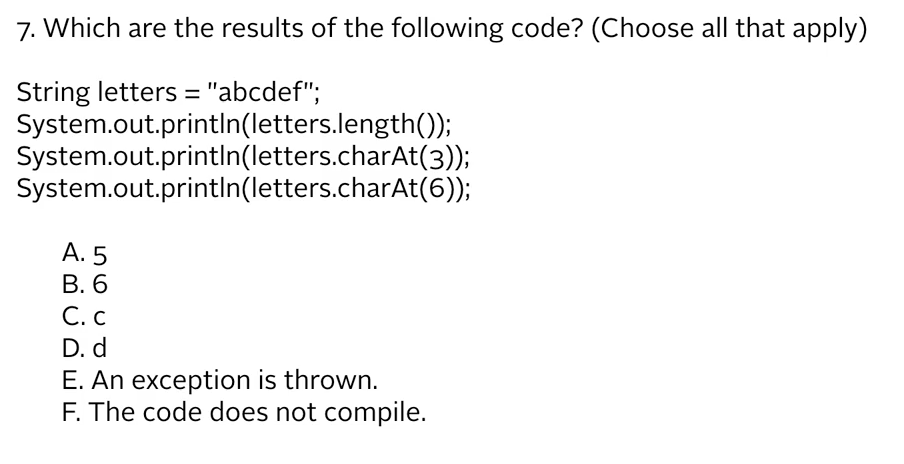 7. Which are the results of the following code? (Choose all that apply)
String letters = "abcdef";
System.out.println(letters.length());
System.out.println(letters.charAt(3));
System.out.println(letters.charAt(6));
A. 5
B. 6
C. c
D. d
E. An exception is thrown.
F. The code does not compile.